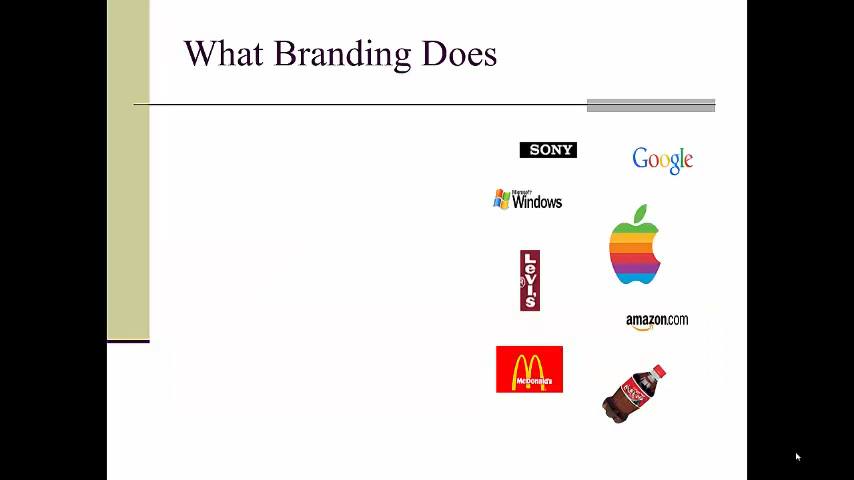 What Branding Does
SONY
Google
Microsoft
Windows
Levi's
®
amazon.com
McDonald's